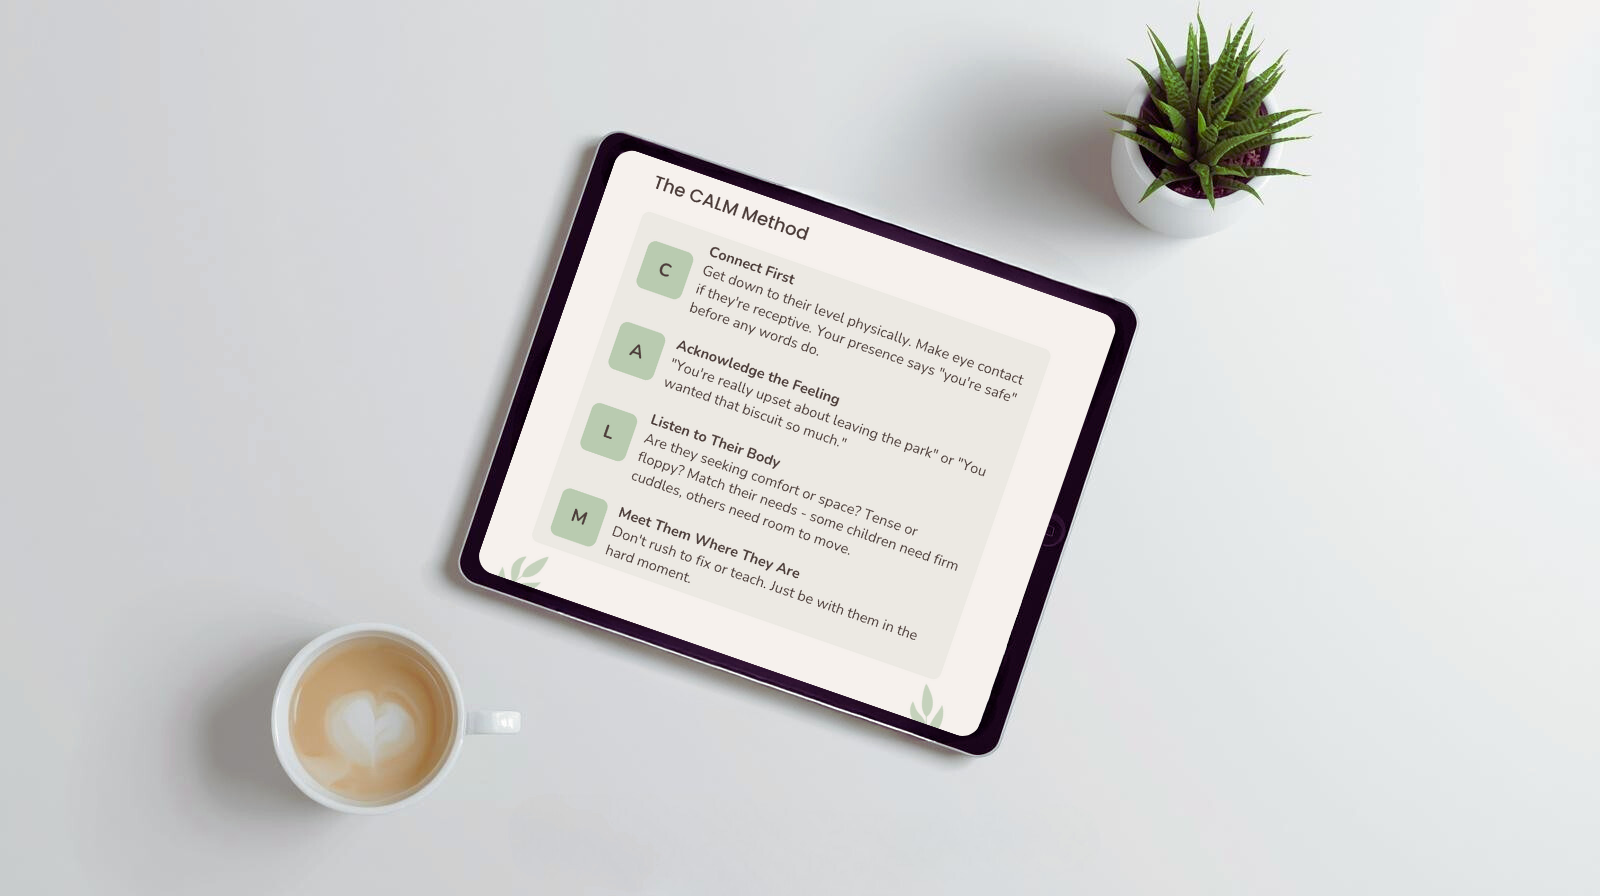 The CALM Method
C
Connect First
Get down to their level physically. Make eye contact
if they're receptive. Your presence says "you're safe"
before any words do.
A
Acknowledge the Feeling
"You're really upset about leaving the park" or "You
wanted that biscuit so much."
L
Listen to Their Body
Are they seeking comfort or space? Tense or
floppy? Match their needs - some children need firm
cuddles, others need room to move.
M
Meet Them Where They Are
Don't rush to fix or teach. Just be with them in the
hard moment.